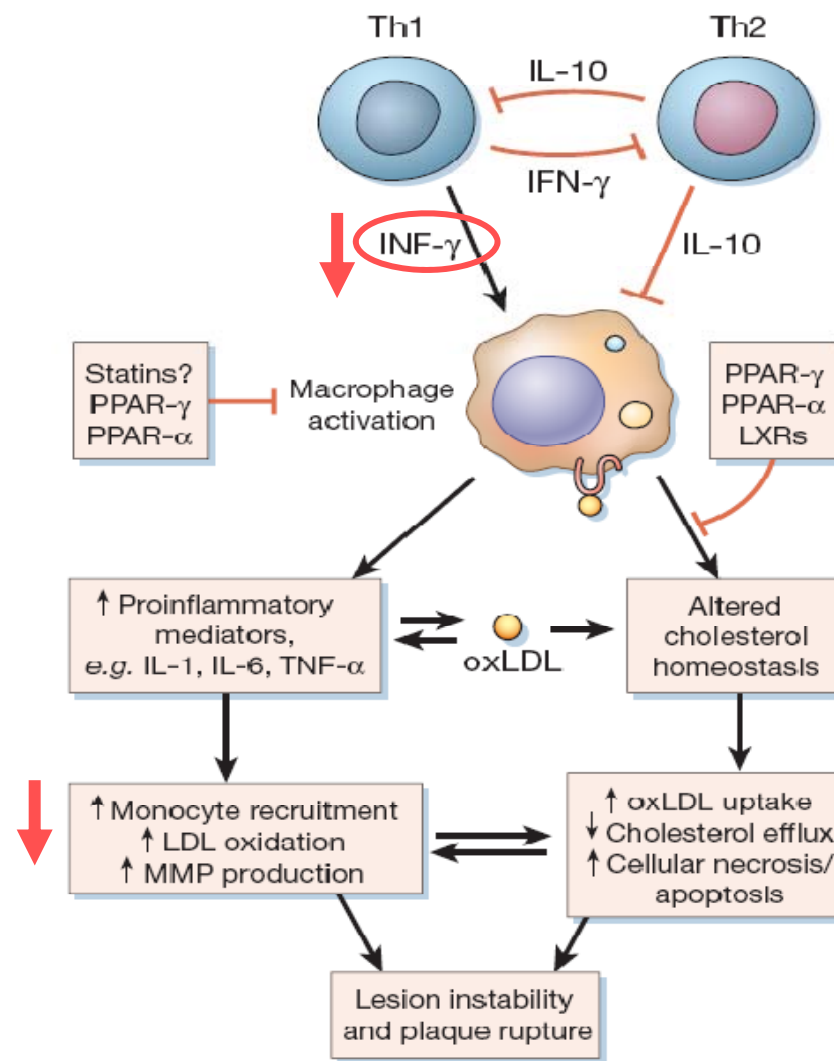 Th1
Th2
IL-10
IFN-γ
INF-γ
IL-10
Statins?
PPAR-γ
PPAR-α
Macrophage
activation
PPAR-γ
PPAR-α
LXRs
↑ Proinflammatory
mediators,
e.g. IL-1, IL-6, TNF-α
oxLDL
Altered
cholesterol
homeostasis
↑ Monocyte recruitment
↑ LDL oxidation
↑ MMP production
↑ oxLDL uptake
↓ Cholesterol efflux
↑ Cellular necrosis/
apoptosis
Lesion instability
and plaque rupture